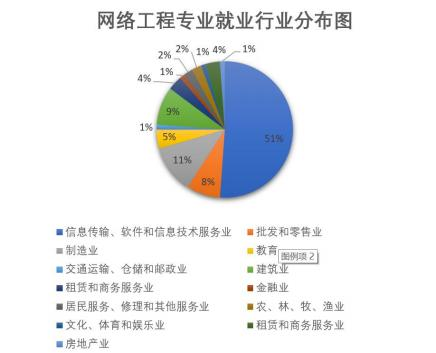 网络工程专业就业行业分布图
2% 1% 4% 1%
2%
1%
4%
9%
1%
5%
11%
8%
51%
信息传输、软件和信息技术服务业 批发和零售业
制造业 教育
图例项 2
交通运输、仓储和邮政业 建筑业
租赁和商务服务业 金融业
居民服务、修理和其他服务业 农、林、牧、渔业
文化、体育和娱乐业 租赁和商务服务业
房地产业